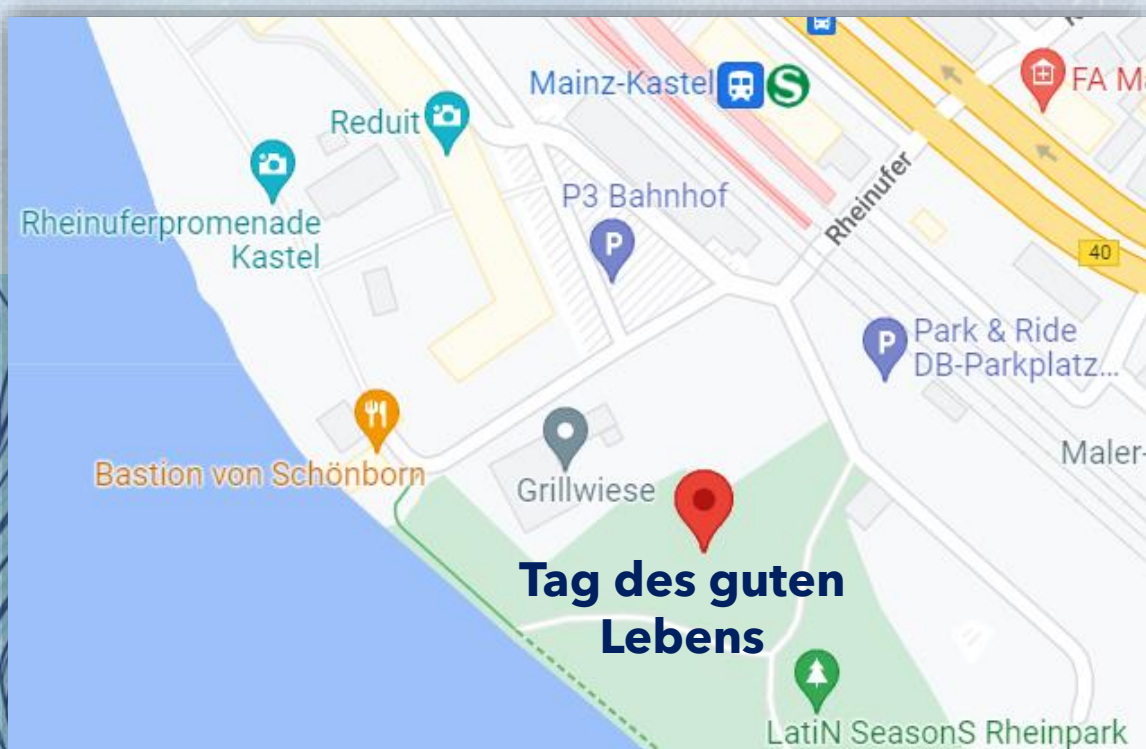 Mainz-Kastel
S
FA Ma
Reduit
P3 Bahnhof
P
Rheinufer
Rheinuferpromenade
Kastel
40
P
Park & Ride
DB-Parkplatz...
Maler-
Bastion von Schönborn
Grillwiese
Tag des guten
Lebens
LatiN SeasonS Rheinpark